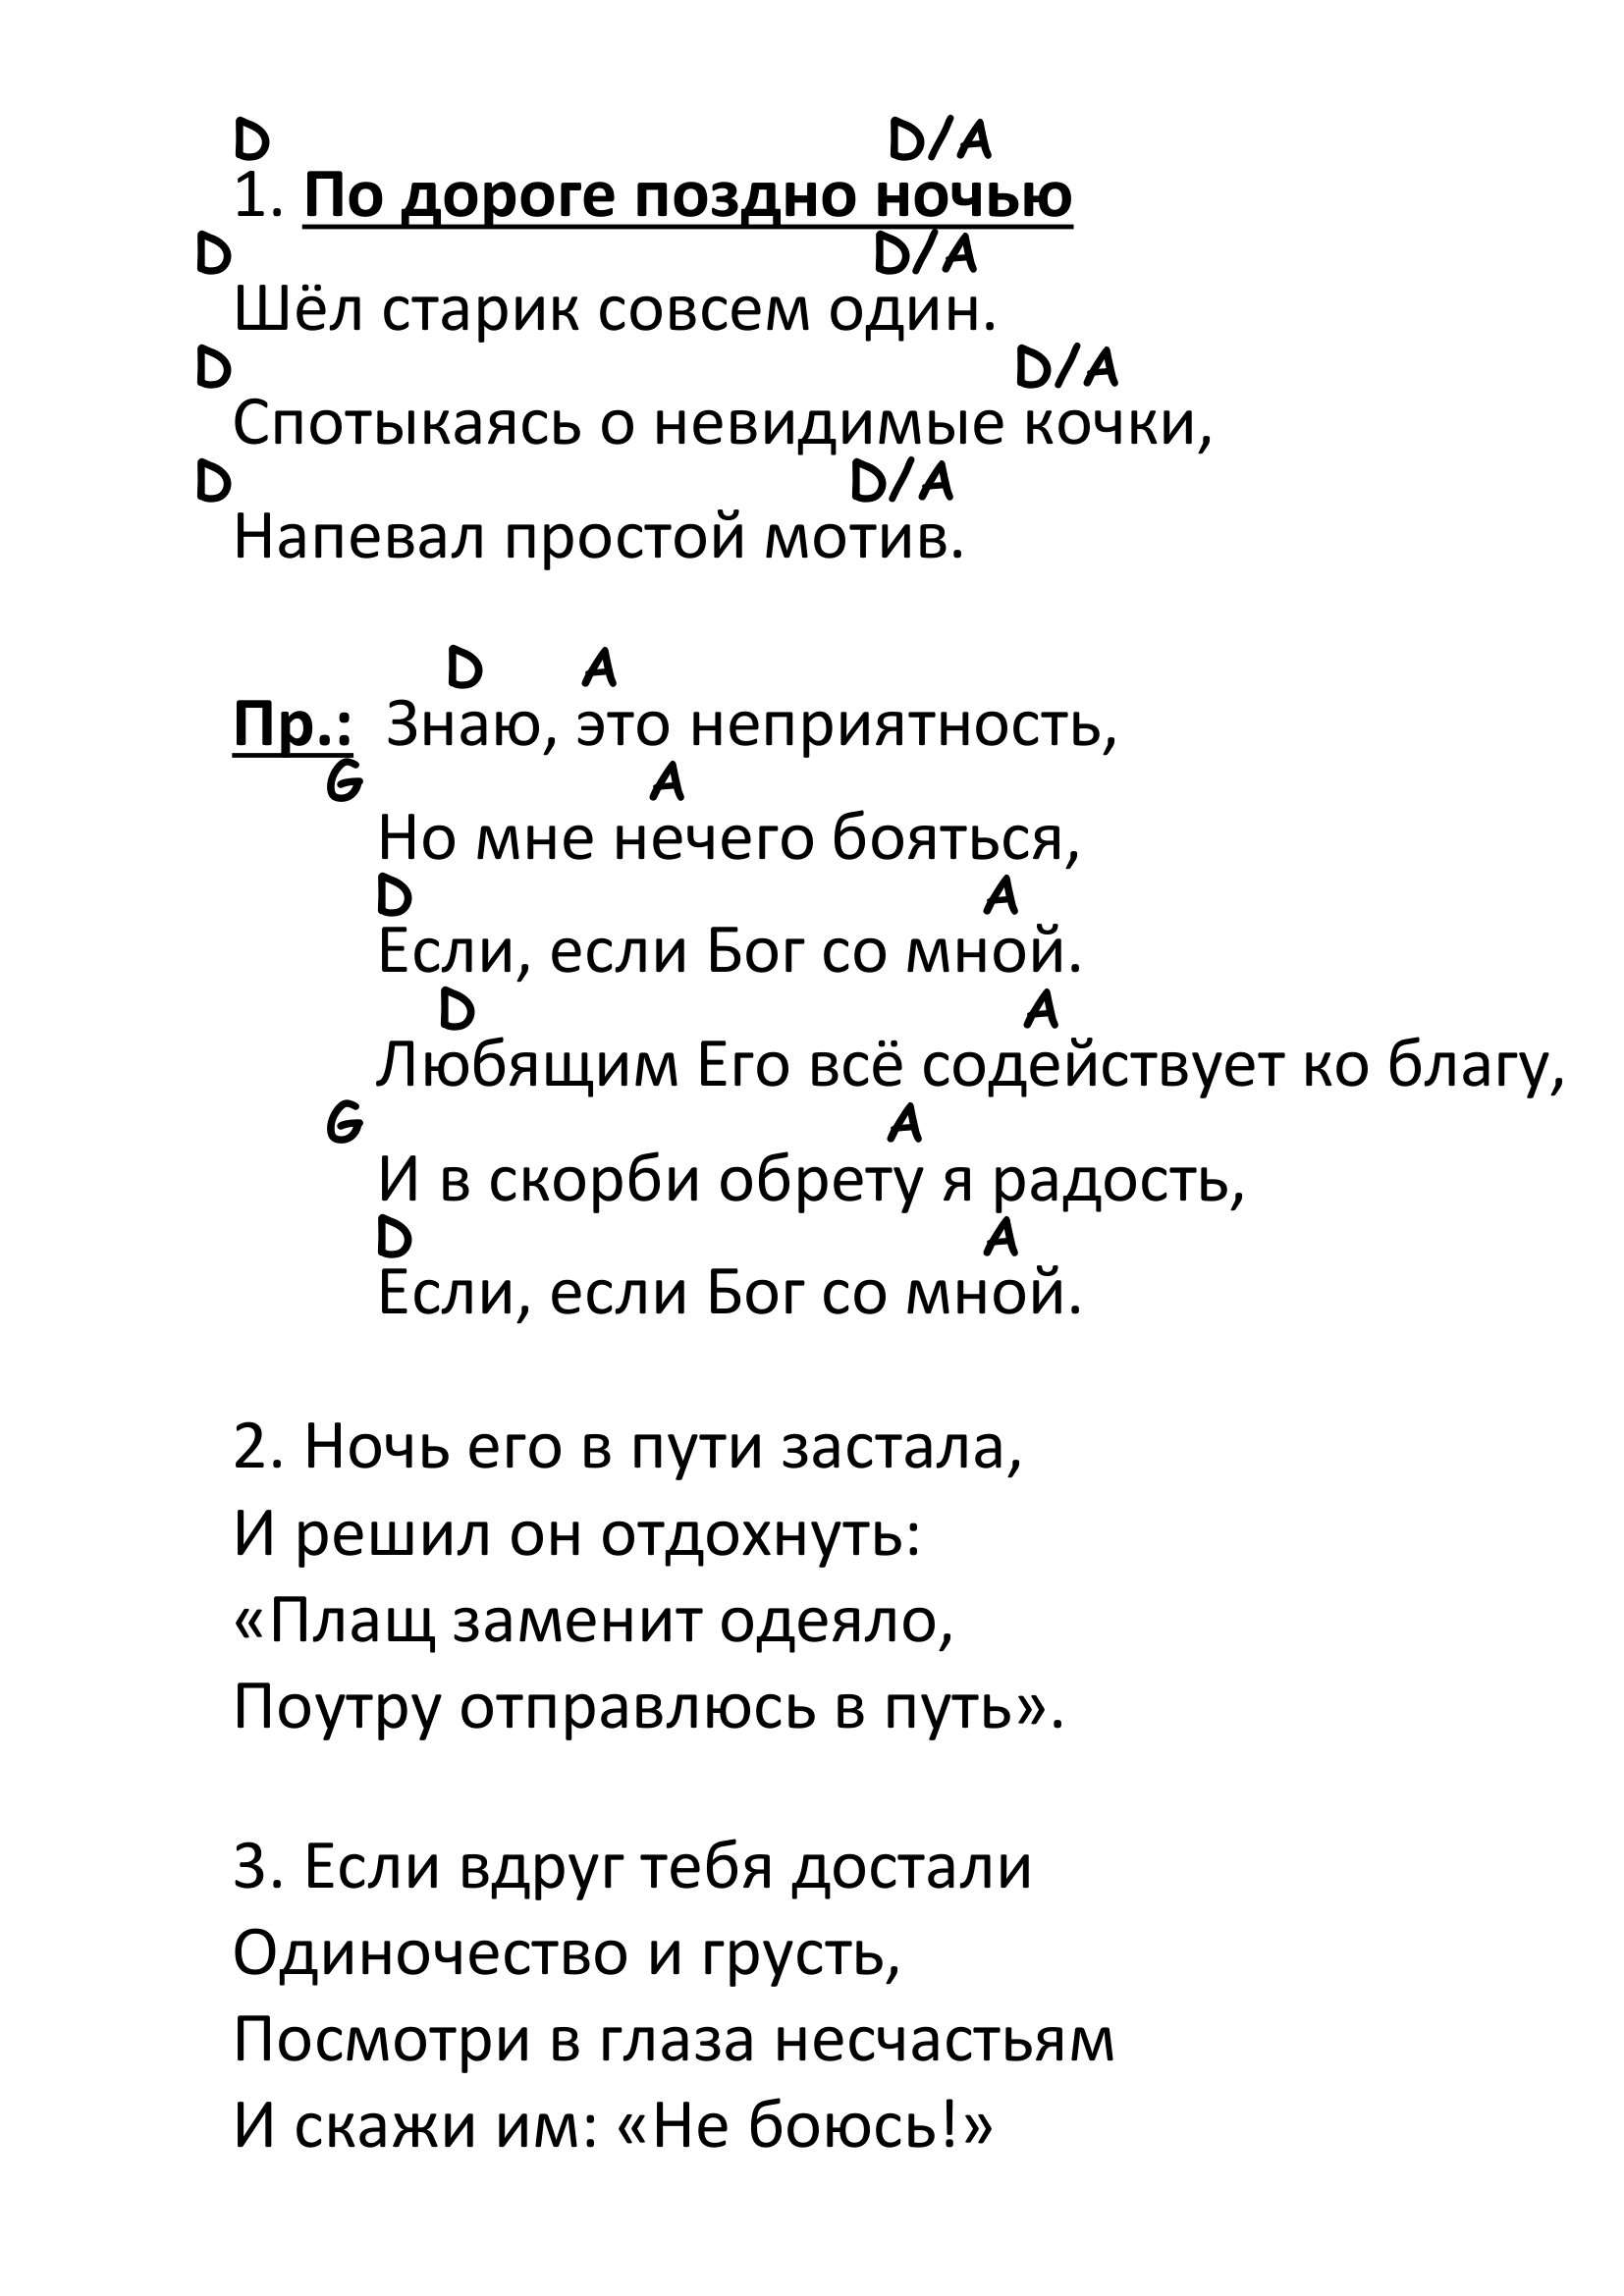 D D/A
1. По дороге поздно ночью
D D/A
Шёл старик совсем один.
D D/A
Спотыкаясь о невидимые кочки,
D D/A
Напевал простой мотив.
D A
Пр.: Знаю, это неприятность,
G A
Но мне нечего бояться,
D A
Если, если Бог со мной.
D A
Любящим Его всё содействует ко благу,
G A
И в скорби обрету я радость,
D A
Если, если Бог со мной.
2. Ночь его в пути застала,
И решил он отдохнуть:
«Плащ заменит одеяло,
Поутру отправлюсь в путь».
3. Если вдруг тебя достали
Одиночество и грусть,
Посмотри в глаза несчастьям
И скажи им: «Не боюсь!»